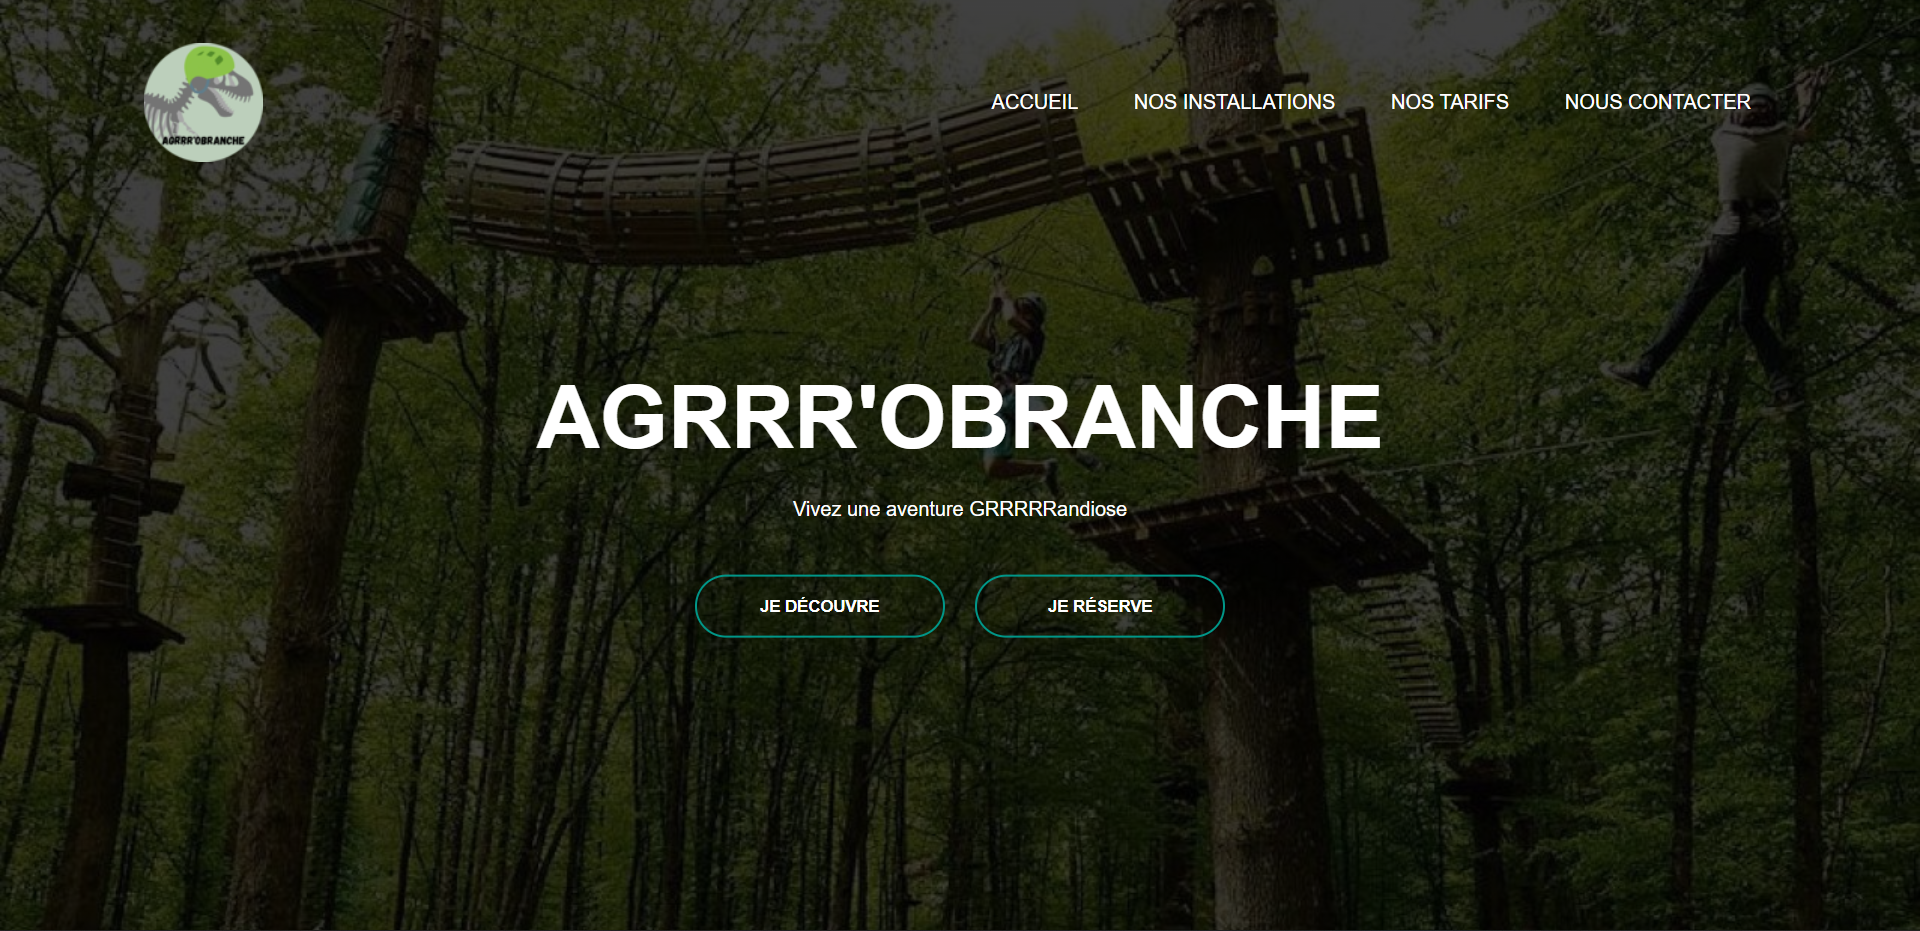 AGRRR'OBRANCHE
ACCUEIL NOS INSTALLATIONS NOS TARIFS NOUS CONTACTER
AGRRR'OBRANCHE
Vivez une aventure GRRRRRandiose
JE DÉCOUVRE JE RÉSERVE